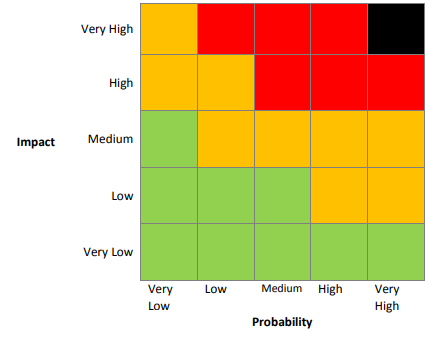 Very High
High
Impact
Medium
Low
Very Low
Very Low
Low
Medium
High
Very High
Probability